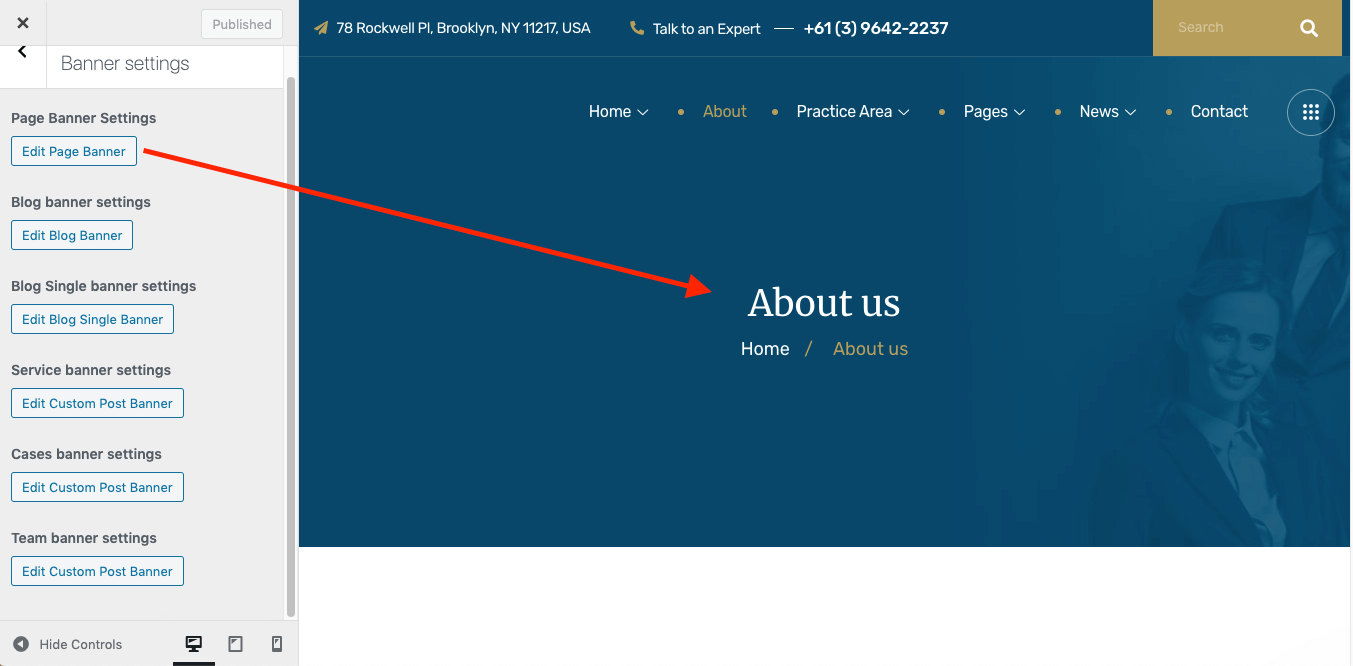 Published
Banner settings
Page Banner Settings
Edit Page Banner
Blog banner settings
Edit Blog Banner
Blog Single banner settings
Edit Blog Single Banner
Service banner settings
Edit Custom Post Banner
Cases banner settings
Edit Custom Post Banner
Team banner settings
Edit Custom Post Banner
Hide Controls
78 Rockwell Pl, Brooklyn, NY 11217, USA Talk to an Expert — +61 (3) 9642-2237 Search
Home About Practice Area Pages News Contact
About us
Home / About us